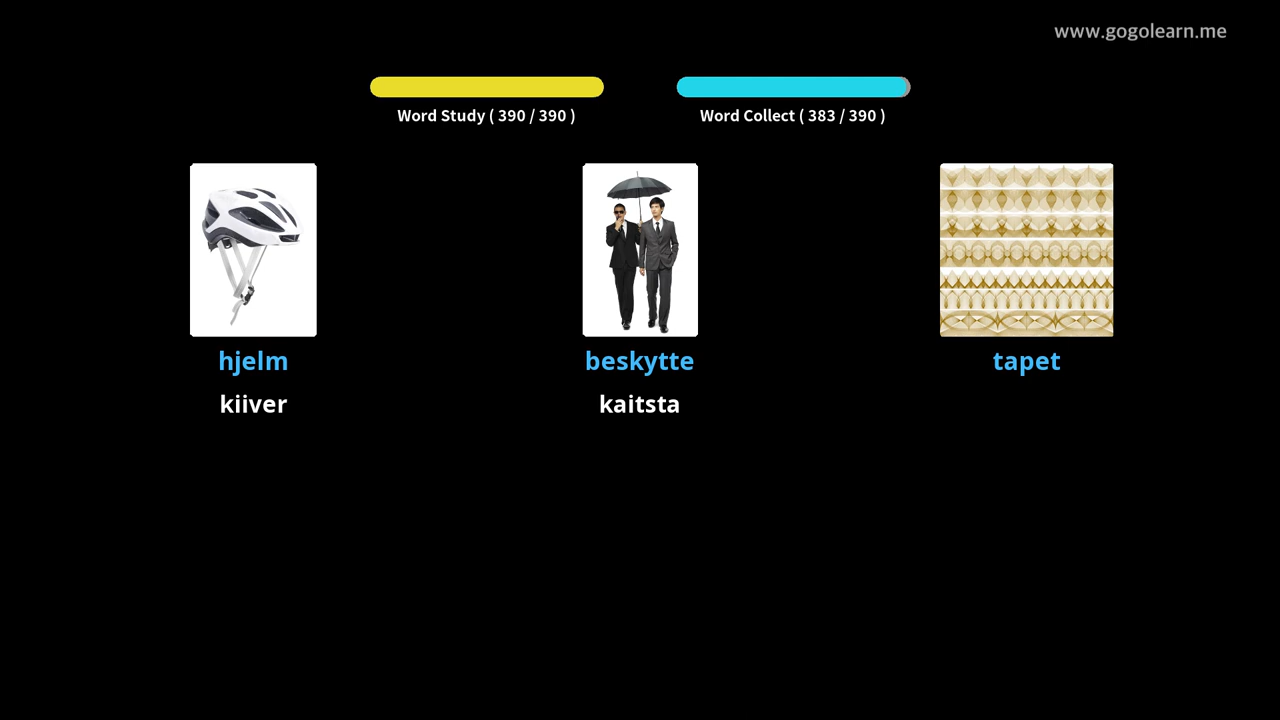 www.gogolearn.me
Word Study ( 390 / 390 )
Word Collect ( 383 / 390 )
hjelm
beskytte
tapet
kiiver
kaitsta